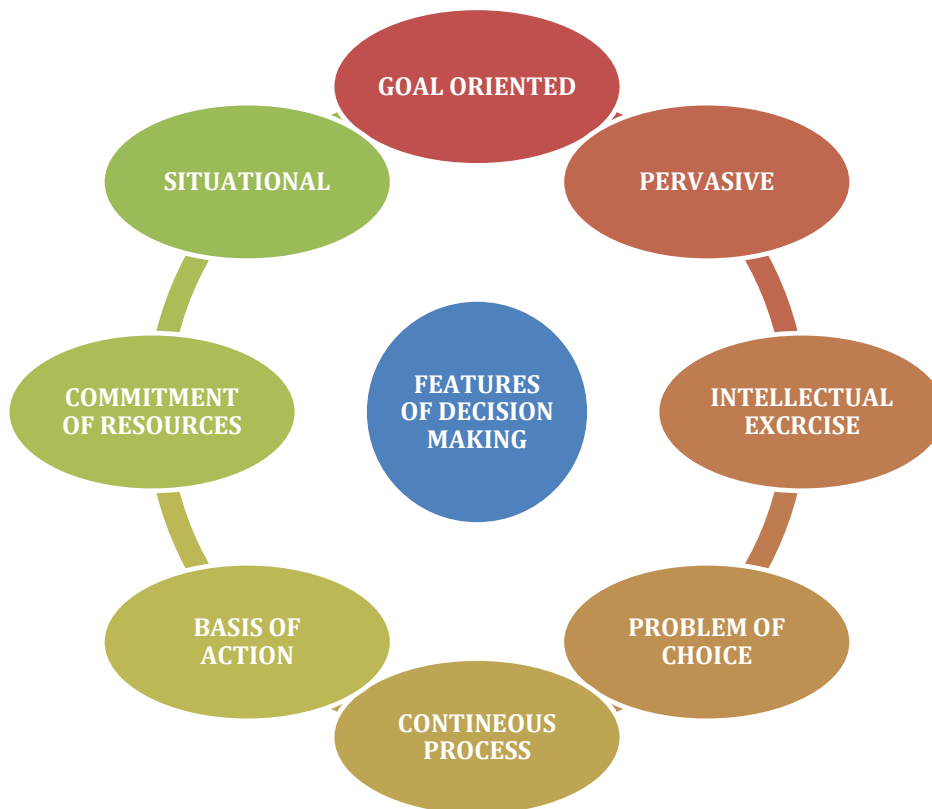 GOAL ORIENTED
PERVASIVE
INTELLECTUAL
EXCRCISE
PROBLEM OF
CHOICE
CONTINEOUS
PROCESS
BASIS OF
ACTION
COMMITMENT
OF RESOURCES
SITUATIONAL
FEATURES
OF DECISION
MAKING